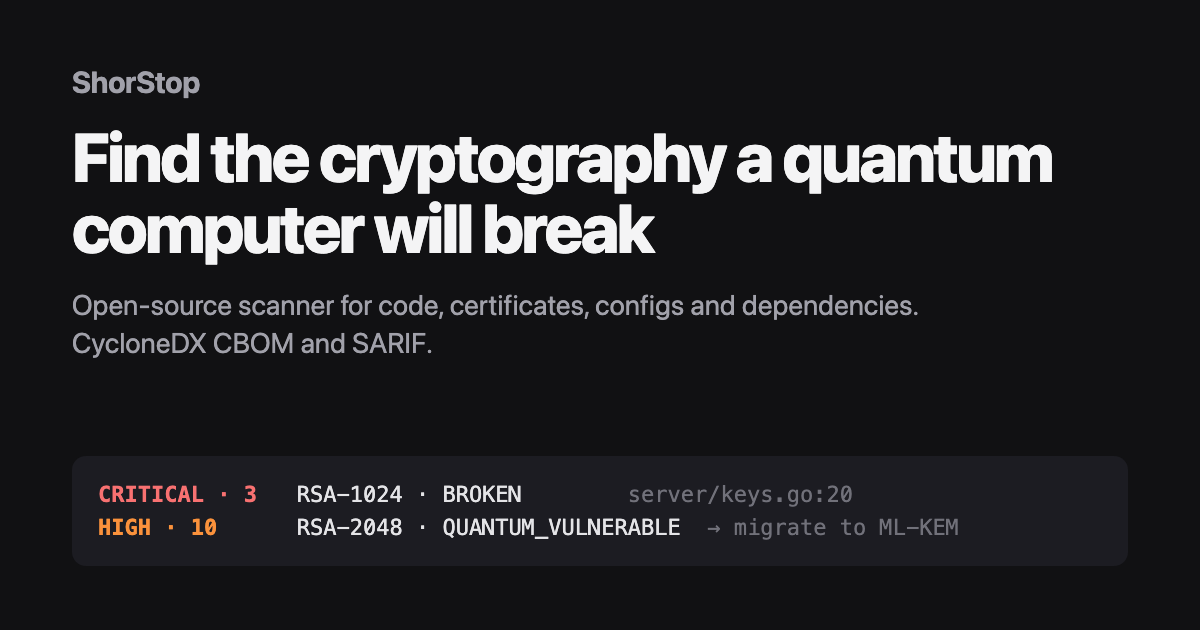 ShorStop
Find the cryptography a quantum
computer will break
Open-source scanner for code, certificates, configs and dependencies.
CycloneDX CBOM and SARIF.
CRITICAL · 3 RSA-1024 · BROKEN server/keys.go:20
HIGH · 10 RSA-2048 · QUANTUM_VULNERABLE → migrate to ML-KEM